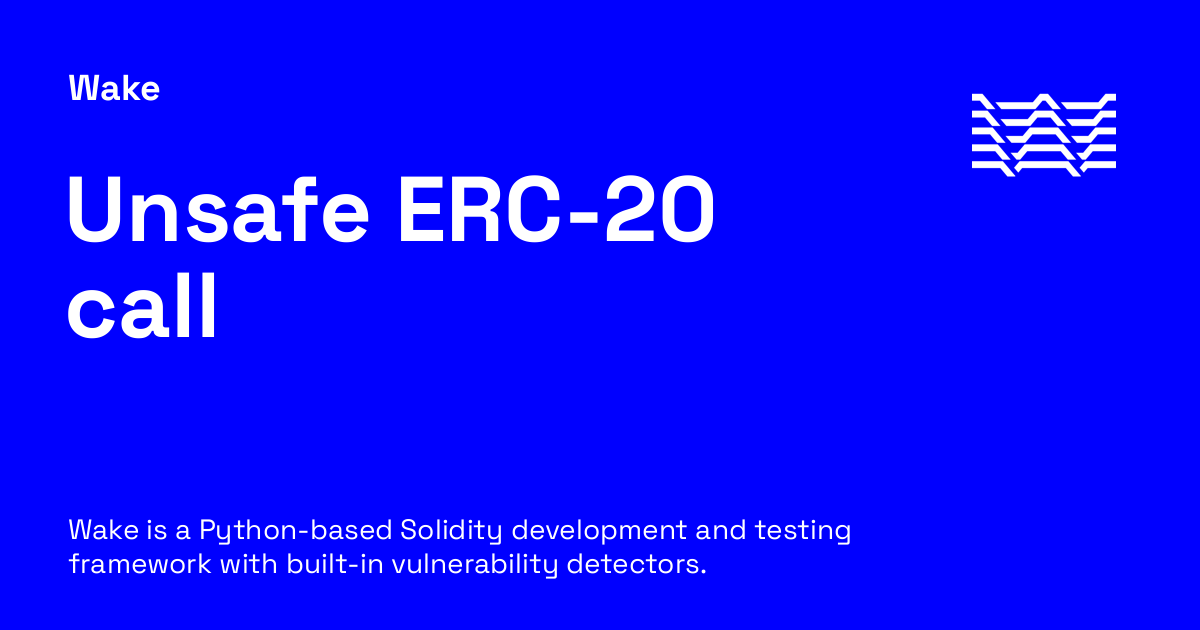 Wake
Unsafe ERC-20
call
Wake is a Python-based Solidity development and testing
framework with built-in vulnerability detectors.